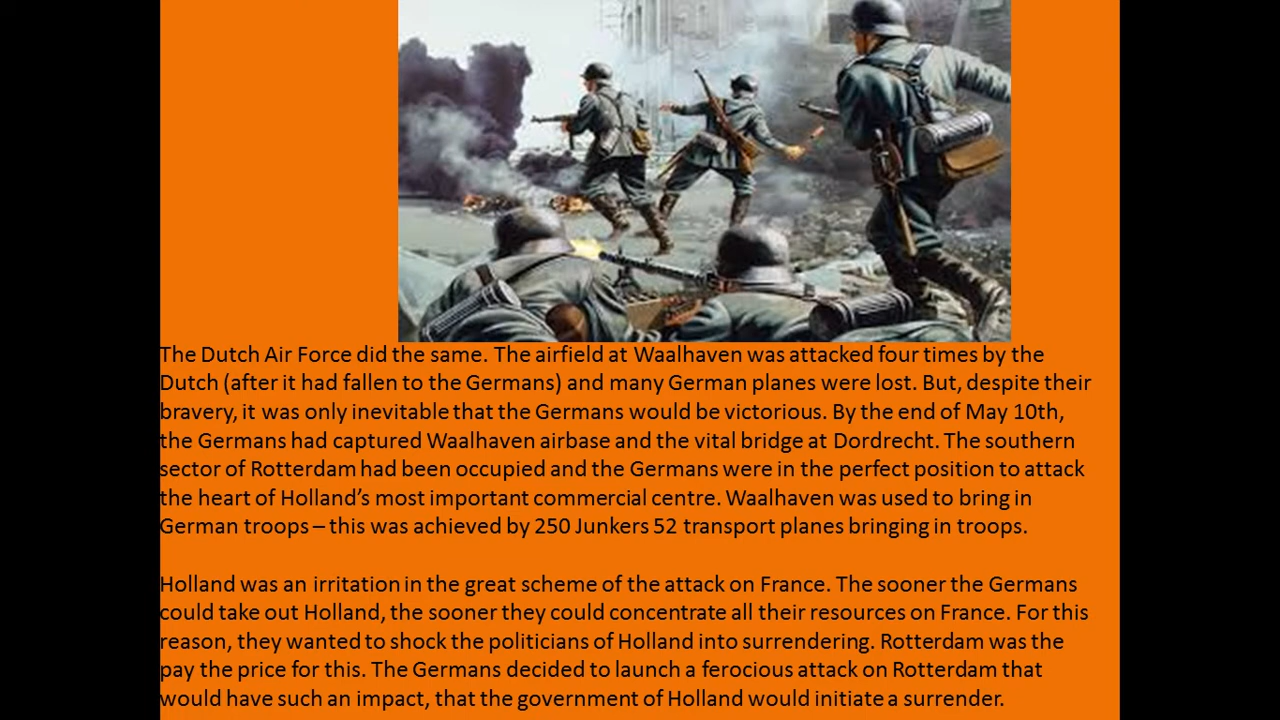 The Dutch Air Force did the same. The airfield at Waalhaven was attacked four times by the
Dutch (after it had fallen to the Germans) and many German planes were lost. But, despite their
bravery, it was only inevitable that the Germans would be victorious. By the end of May 10th,
the Germans had captured Waalhaven airbase and the vital bridge at Dordrecht. The southern
sector of Rotterdam had been occupied and the Germans were in the perfect position to attack
the heart of Holland’s most important commercial centre. Waalhaven was used to bring in
German troops – this was achieved by 250 Junkers 52 transport planes bringing in troops.
Holland was an irritation in the great scheme of the attack on France. The sooner the Germans
could take out Holland, the sooner they could concentrate all their resources on France. For this
reason, they wanted to shock the politicians of Holland into surrendering. Rotterdam was the
pay the price for this. The Germans decided to launch a ferocious attack on Rotterdam that
would have such an impact, that the government of Holland would initiate a surrender.